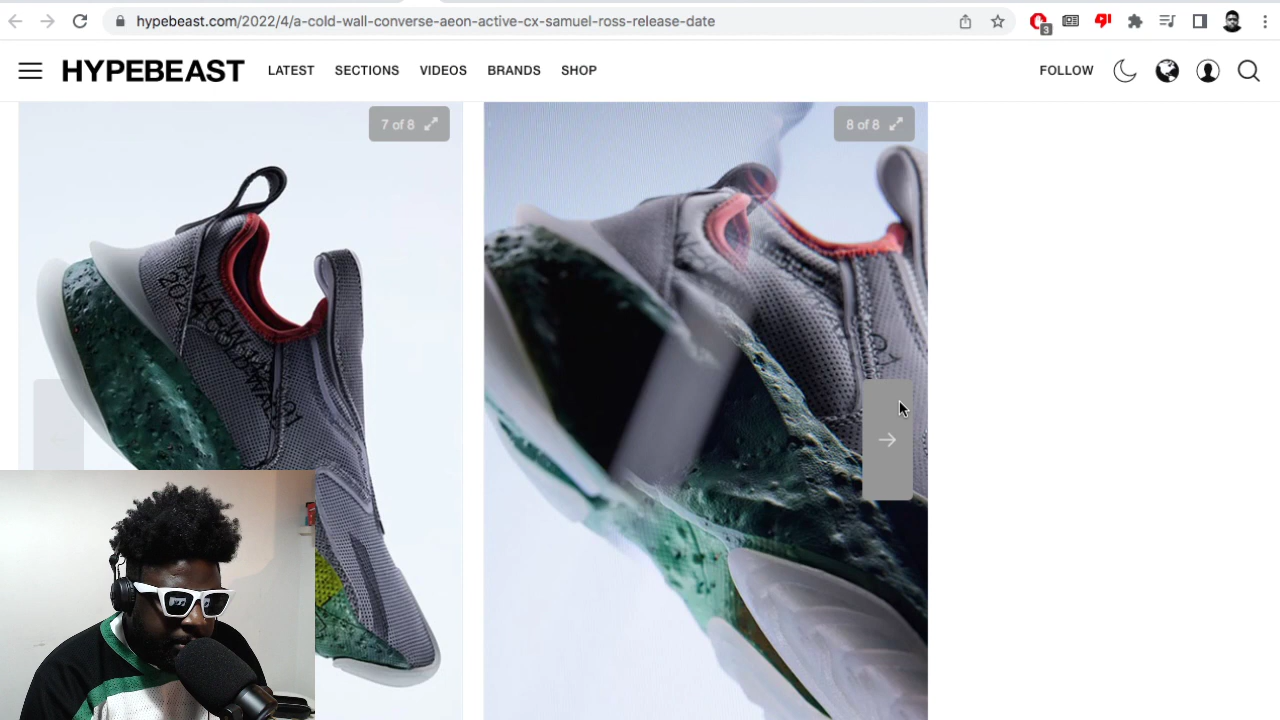 hypebeast.com/2022/4/a-cold-wall-converse-aeon-active-cx-samuel-ross-release-date
3
HYPEBEAST LATEST SECTIONS VIDEOS BRANDS SHOP FOLLOW
7 of 8
8 of 8